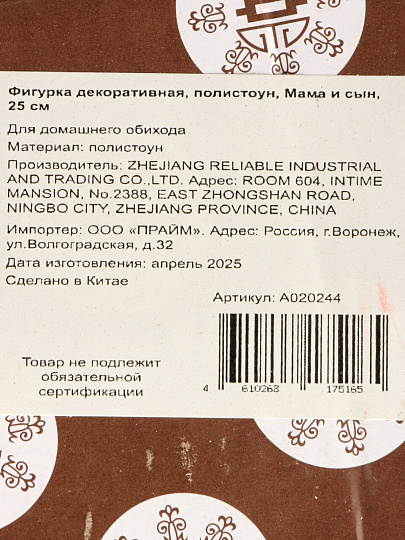 Фигурка декоративная, полистоун, Мама и сын,
25 см
Для домашнего обихода
Материал: полистоун
Производитель: ZHEJIANG RELIABLE INDUSTRIAL
AND TRADING CO.,LTD. Адрес: ROOM 604, INTIME
MANSION, No.2388, EAST ZHONGSHAN ROAD,
NINGBO CITY, ZHEJIANG PROVINCE, CHINA
Импортер: ООО «ПРАЙМ». Адрес: Россия, г.Воронеж,
ул.Волгоградская, д.32
Дата изготовления: апрель 2025
Сделано в Китае
Артикул: A020244
Товар не подлежит
обязательной
сертификации
4 610268 175165